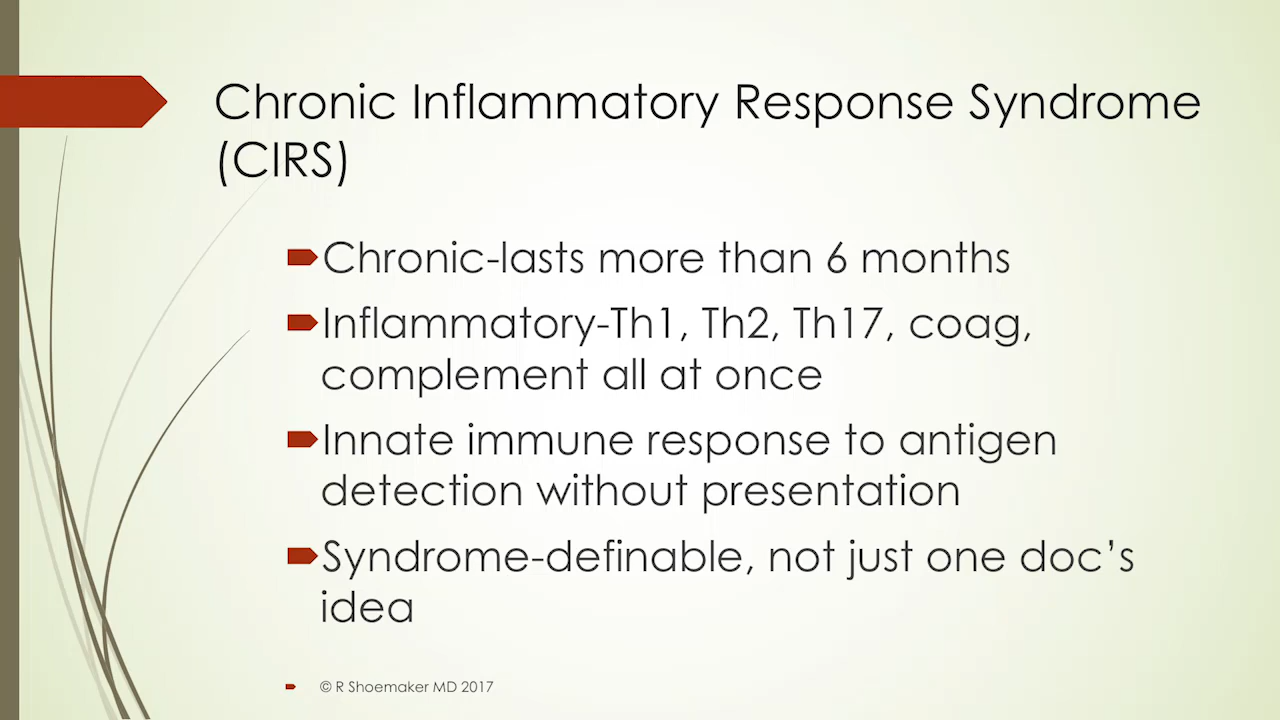 Chronic Inflammatory Response Syndrome
(CIRS)
Chronic-lasts more than 6 months
Inflammatory-Th1, Th2, Th17, coag,
complement all at once
Innate immune response to antigen
detection without presentation
Syndrome-definable, not just one doc’s
idea
© R Shoemaker MD 2017